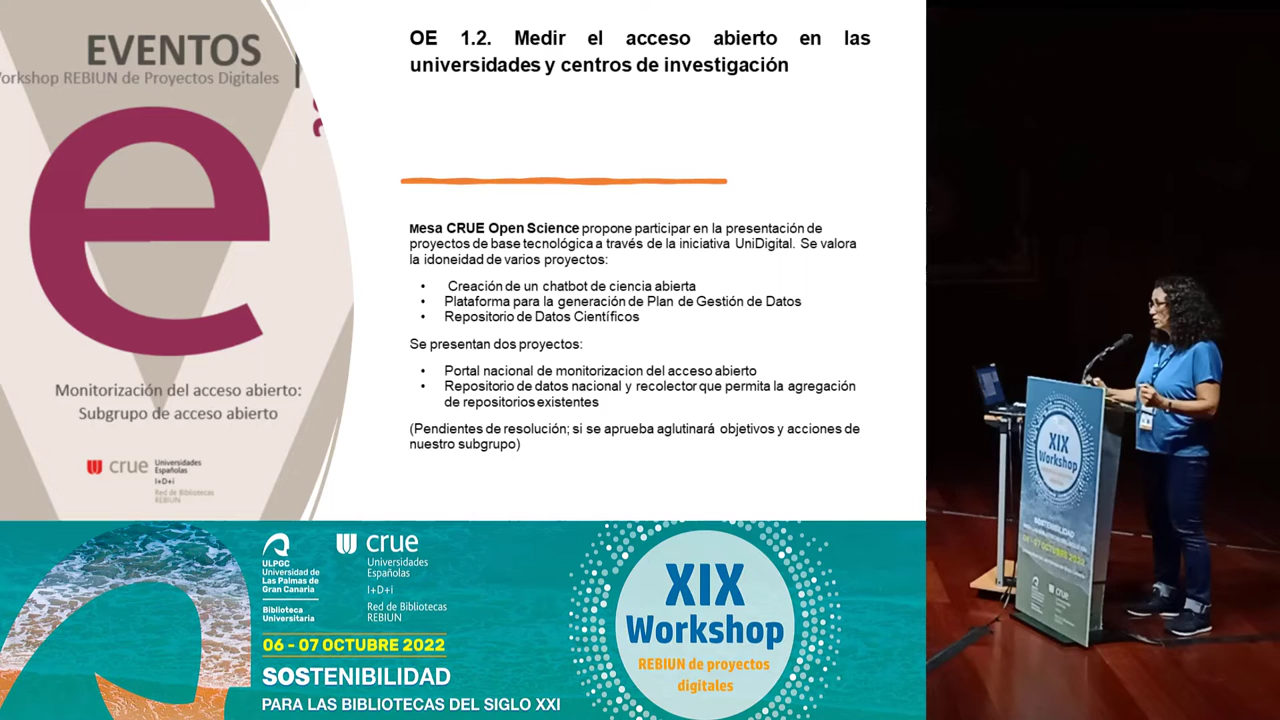 EVENTOS
Workshop REBIUN de Proyectos Digitales
Monitorización del acceso abierto:
Subgrupo de acceso abierto
crue
Universidades
Españolas
I+D+i
Red de Bibliotecas
REBIUN
OE 1.2. Medir el acceso abierto en las
universidades y centros de investigación
Mesa CRUE Open Science propone participar en la presentación de
proyectos de base tecnológica a través de la iniciativa UniDigital. Se valora
la idoneidad de varios proyectos:
• Creación de un chatbot de ciencia abierta
• Plataforma para la generación de Plan de Gestión de Datos
• Repositorio de Datos Científicos
Se presentan dos proyectos:
• Portal nacional de monitorizacion del acceso abierto
• Repositorio de datos nacional y recolector que permita la agregación
de repositorios existentes
(Pendientes de resolución; si se aprueba aglutinará objetivos y acciones de
nuestro subgrupo)
XIX
Workshop
SOSTENIBILIDAD
06 - 07 OCTUBRE 2022
ULPGC
Universidad de
Las Palmas de
Gran Canaria
Biblioteca
Universitaria
crue
Universidades
Españolas
I+D+i
Red de Bibliotecas
REBIUN
06 - 07 OCTUBRE 2022
SOSTENIBILIDAD
PARA LAS BIBLIOTECAS DEL SIGLO XXI
XIX
Workshop
REBIUN de proyectos
digitales